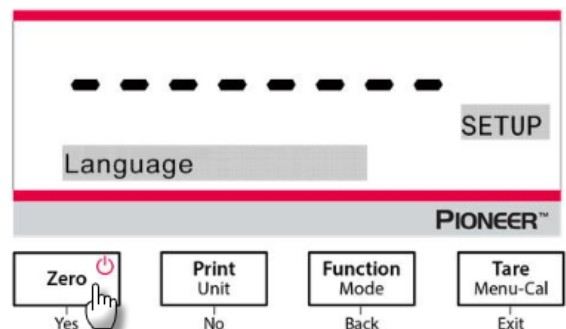 --------
SETUP
Language
PIONEER™
Zero Print Function Tare
Unit Mode Menu-Cal
Yes No Back Exit